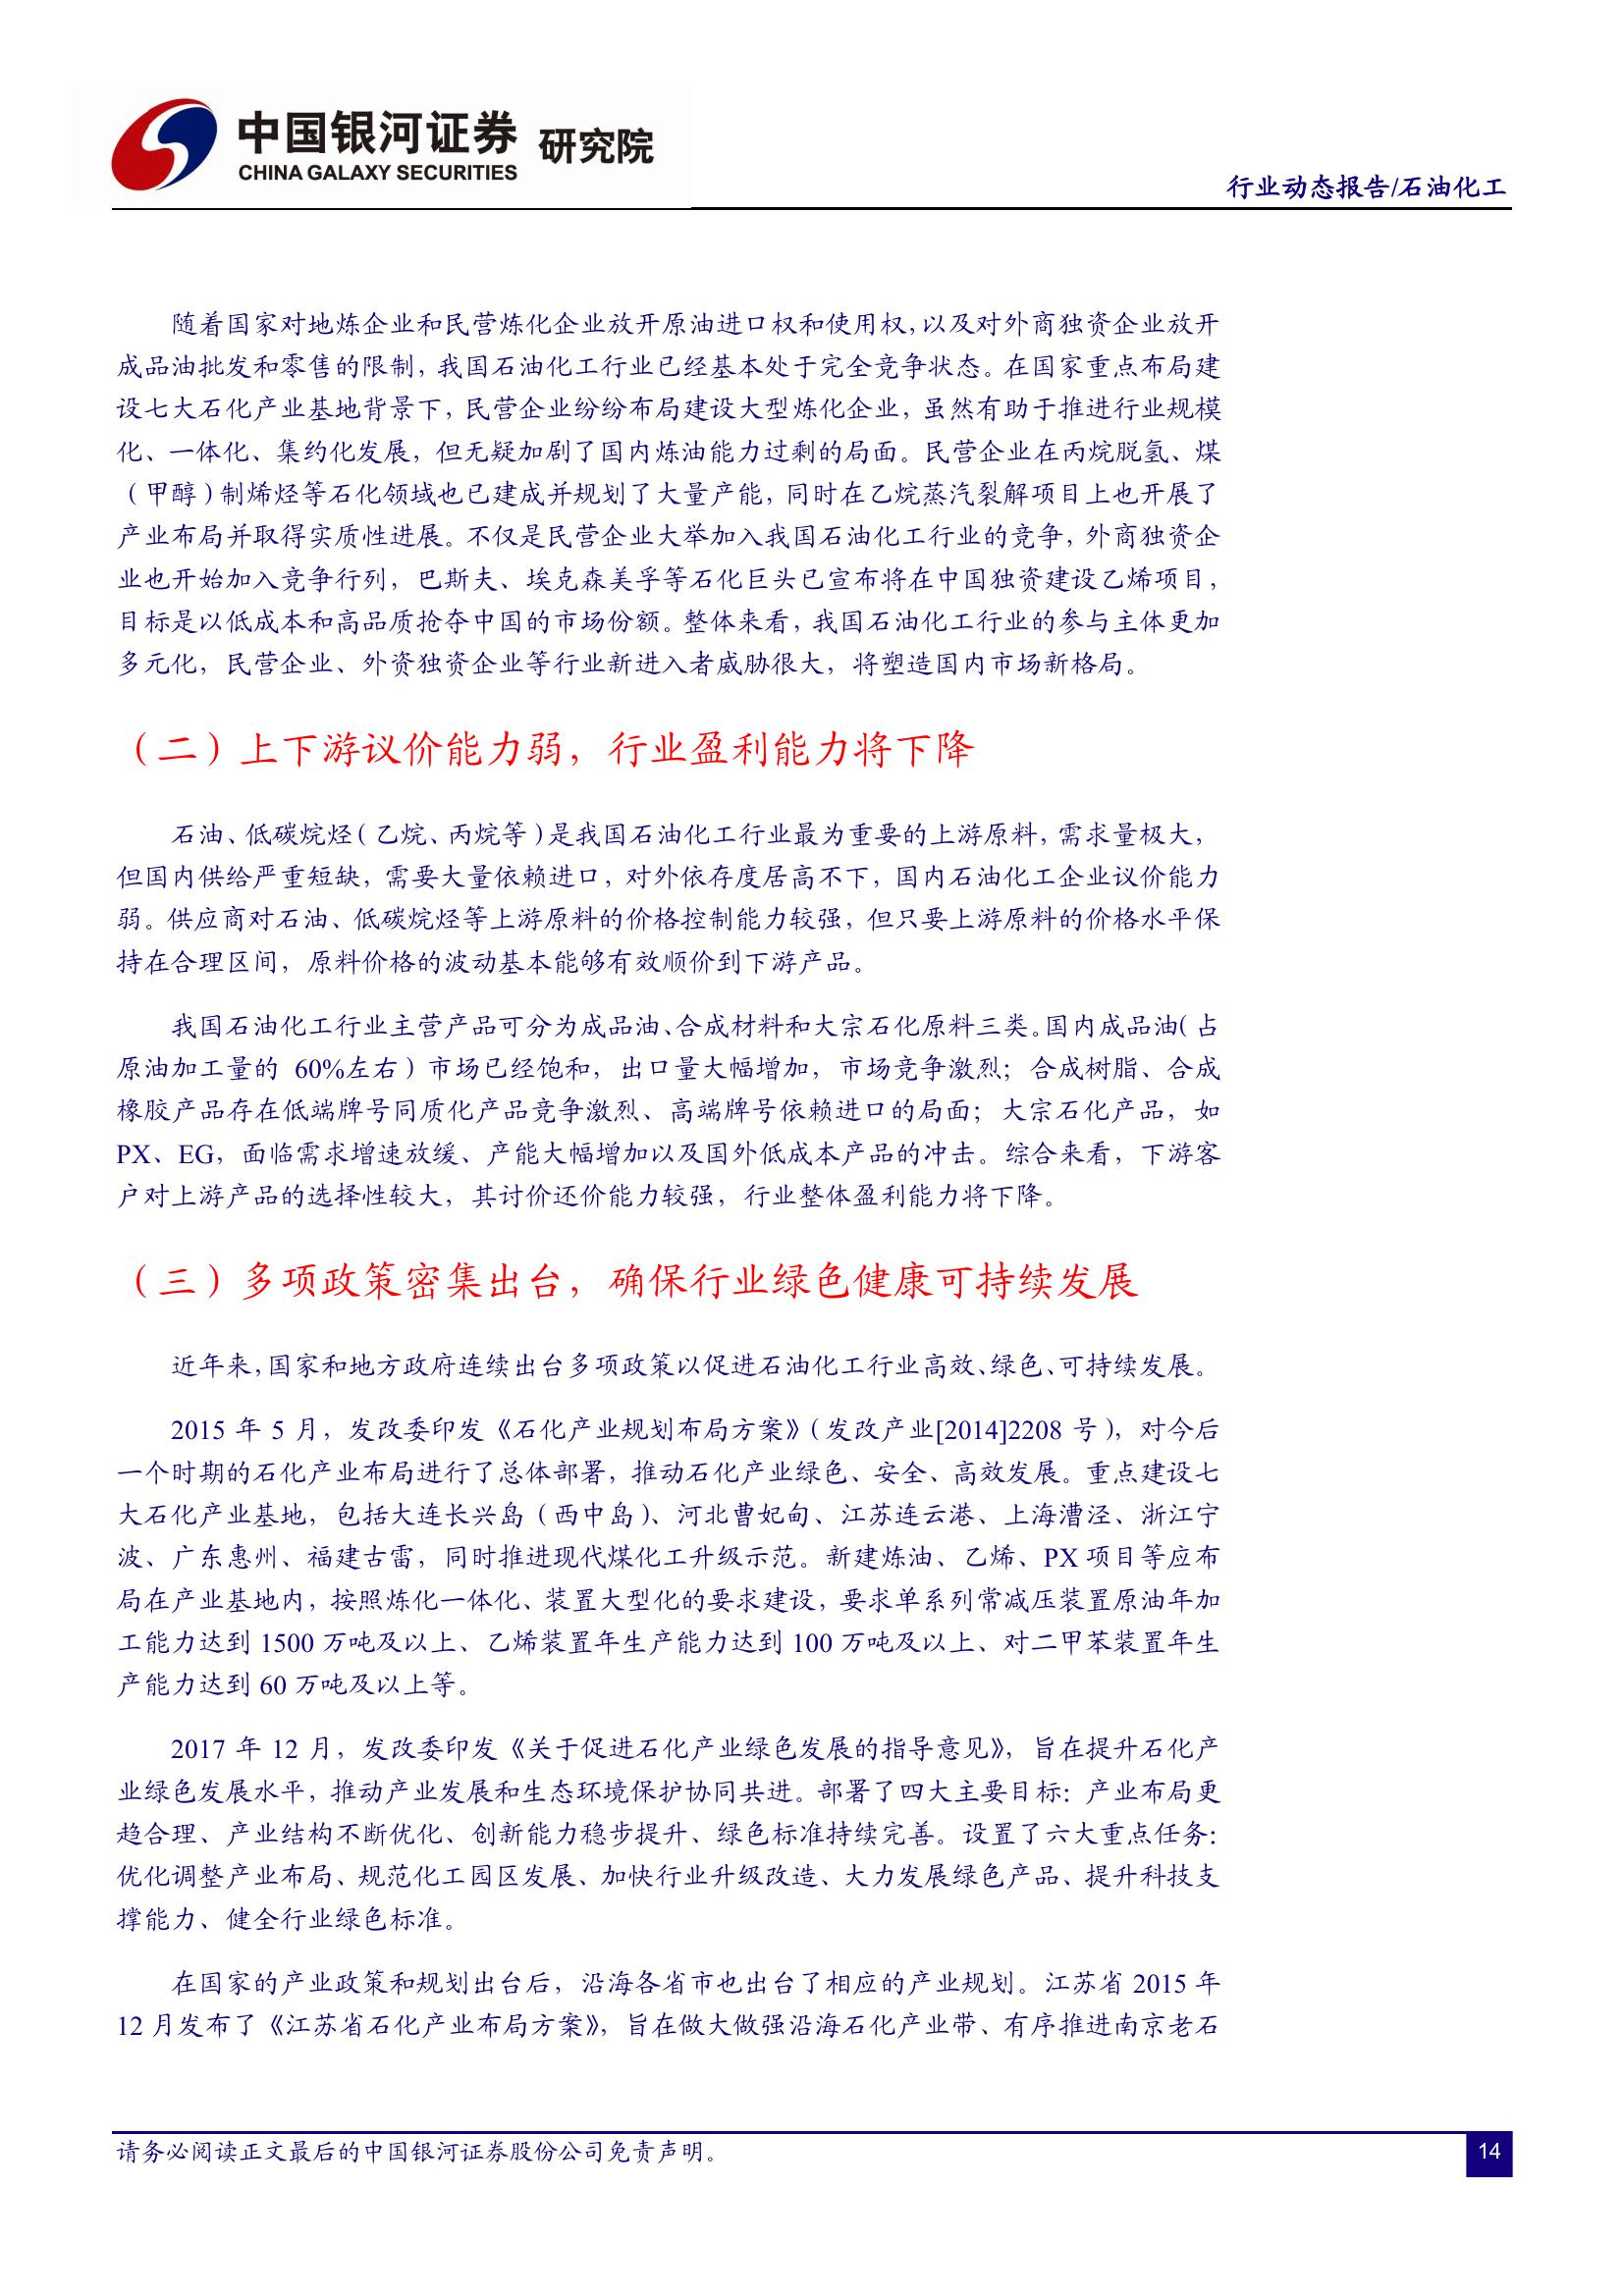 中国银河证券 研究院
CHINA GALAXY SECURITIES
行业动态报告/石油化工
随着国家对地炼企业和民营炼化企业放开原油进口权和使用权，以及对外商独资企业放开
成品油批发和零售的限制，我国石油化工行业已经基本处于完全竞争状态。在国家重点布局建
设七大石化产业基地背景下，民营企业纷纷布局建设大型炼化企业，虽然有助于推进行业规模
化、一体化、集约化发展，但无疑加剧了国内炼油能力过剩的局面。民营企业在丙烷脱氢、煤
（甲醇）制烯烃等石化领域也已建成并规划了大量产能，同时在乙烷蒸汽裂解项目上也开展了
产业布局并取得实质性进展。不仅是民营企业大举加入我国石油化工行业的竞争，外商独资企
业也开始加入竞争行列，巴斯夫、埃克森美孚等石化巨头已宣布将在中国独资建设乙烯项目，
目标是以低成本和高品质抢夺中国的市场份额。整体来看，我国石油化工行业的参与主体更加
多元化，民营企业、外资独资企业等行业新进入者威胁很大，将塑造国内市场新格局。
（二）上下游议价能力弱，行业盈利能力将下降
石油、低碳烷烃（乙烷、丙烷等）是我国石油化工行业最为重要的上游原料，需求量极大，
但国内供给严重短缺，需要大量依赖进口，对外依存度居高不下，国内石油化工企业议价能力
弱。供应商对石油、低碳烷烃等上游原料的价格控制能力较强，但只要上游原料的价格水平保
持在合理区间，原料价格的波动基本能够有效顺价到下游产品。
我国石油化工行业主营产品可分为成品油、合成材料和大宗石化原料三类。国内成品油（占
原油加工量的 60%左右）市场已经饱和，出口量大幅增加，市场竞争激烈；合成树脂、合成
橡胶产品存在低端牌号同质化产品竞争激烈、高端牌号依赖进口的局面；大宗石化产品，如
PX、EG，面临需求增速放缓、产能大幅增加以及国外低成本产品的冲击。综合来看，下游客
户对上游产品的选择性较大，其讨价还价能力较强，行业整体盈利能力将下降。
（三）多项政策密集出台，确保行业绿色健康可持续发展
近年来，国家和地方政府连续出台多项政策以促进石油化工行业高效、绿色、可持续发展。
2015 年 5 月，发改委印发《石化产业规划布局方案》（发改产业[2014]2208 号），对今后
一个时期的石化产业布局进行了总体部署，推动石化产业绿色、安全、高效发展。重点建设七
大石化产业基地，包括大连长兴岛（西中岛）、河北曹妃甸、江苏连云港、上海漕泾、浙江宁
波、广东惠州、福建古雷，同时推进现代煤化工升级示范。新建炼油、乙烯、PX 项目等应布
局在产业基地内，按照炼化一体化、装置大型化的要求建设，要求单系列常减压装置原油年加
工能力达到 1500 万吨及以上、乙烯装置年生产能力达到 100 万吨及以上、对二甲苯装置年生
产能力达到 60 万吨及以上等。
2017 年 12 月，发改委印发《关于促进石化产业绿色发展的指导意见》，旨在提升石化产
业绿色发展水平，推动产业发展和生态环境保护协同共进。部署了四大主要目标：产业布局更
趋合理、产业结构不断优化、创新能力稳步提升、绿色标准持续完善。设置了六大重点任务：
优化调整产业布局、规范化工园区发展、加快行业升级改造、大力发展绿色产品、提升科技支
撑能力、健全行业绿色标准。
在国家的产业政策和规划出台后，沿海各省市也出台了相应的产业规划。江苏省 2015 年
12 月发布了《江苏省石化产业布局方案》，旨在做大做强沿海石化产业带、有序推进南京老石
请务必阅读正文最后的中国银河证券股份公司免责声明。
14